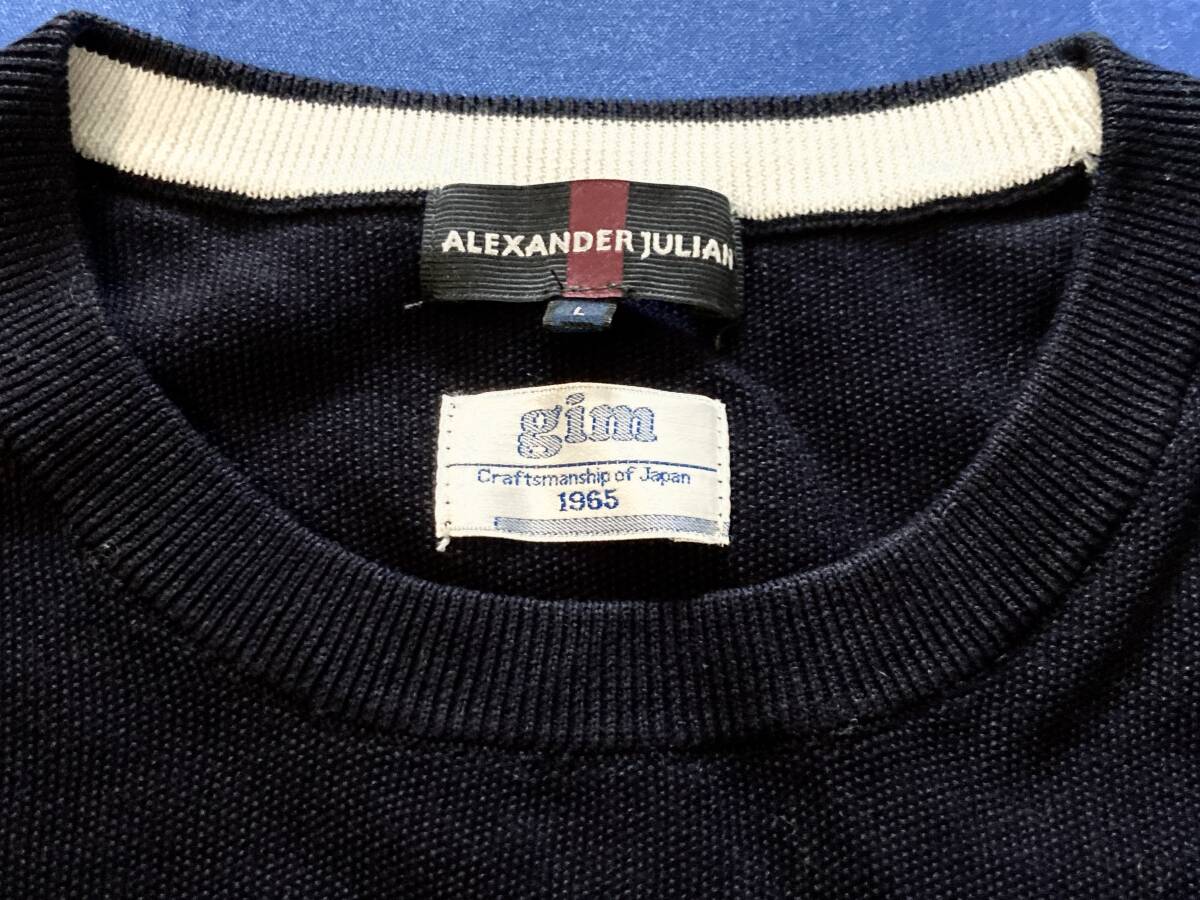 ALEXANDER JULIAN
L
gim
Craftsmanship of Japan
1965